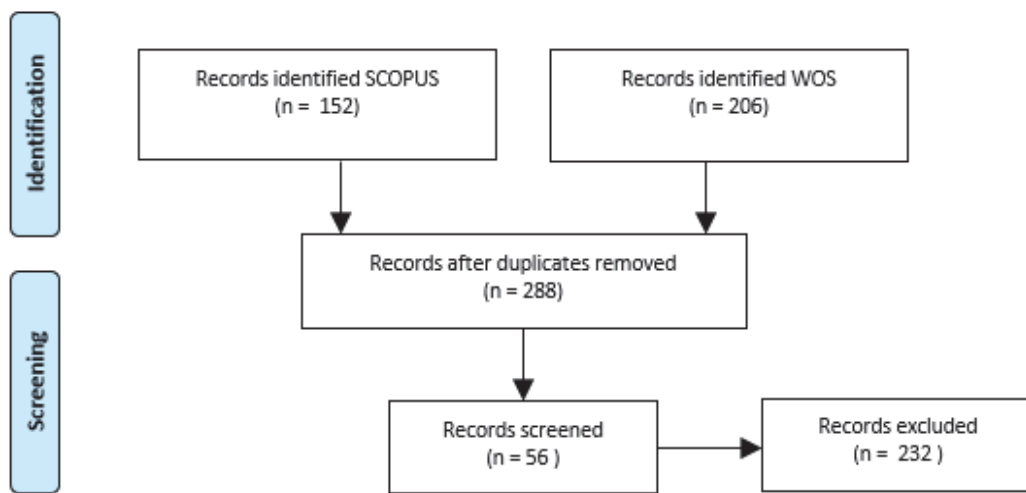 Identification
Records identified SCOPUS
(n = 152)
Records identified WOS
(n = 206)
Records after duplicates removed
(n = 288)
Screening
Records screened
(n = 56 )
Records excluded
(n = 232 )